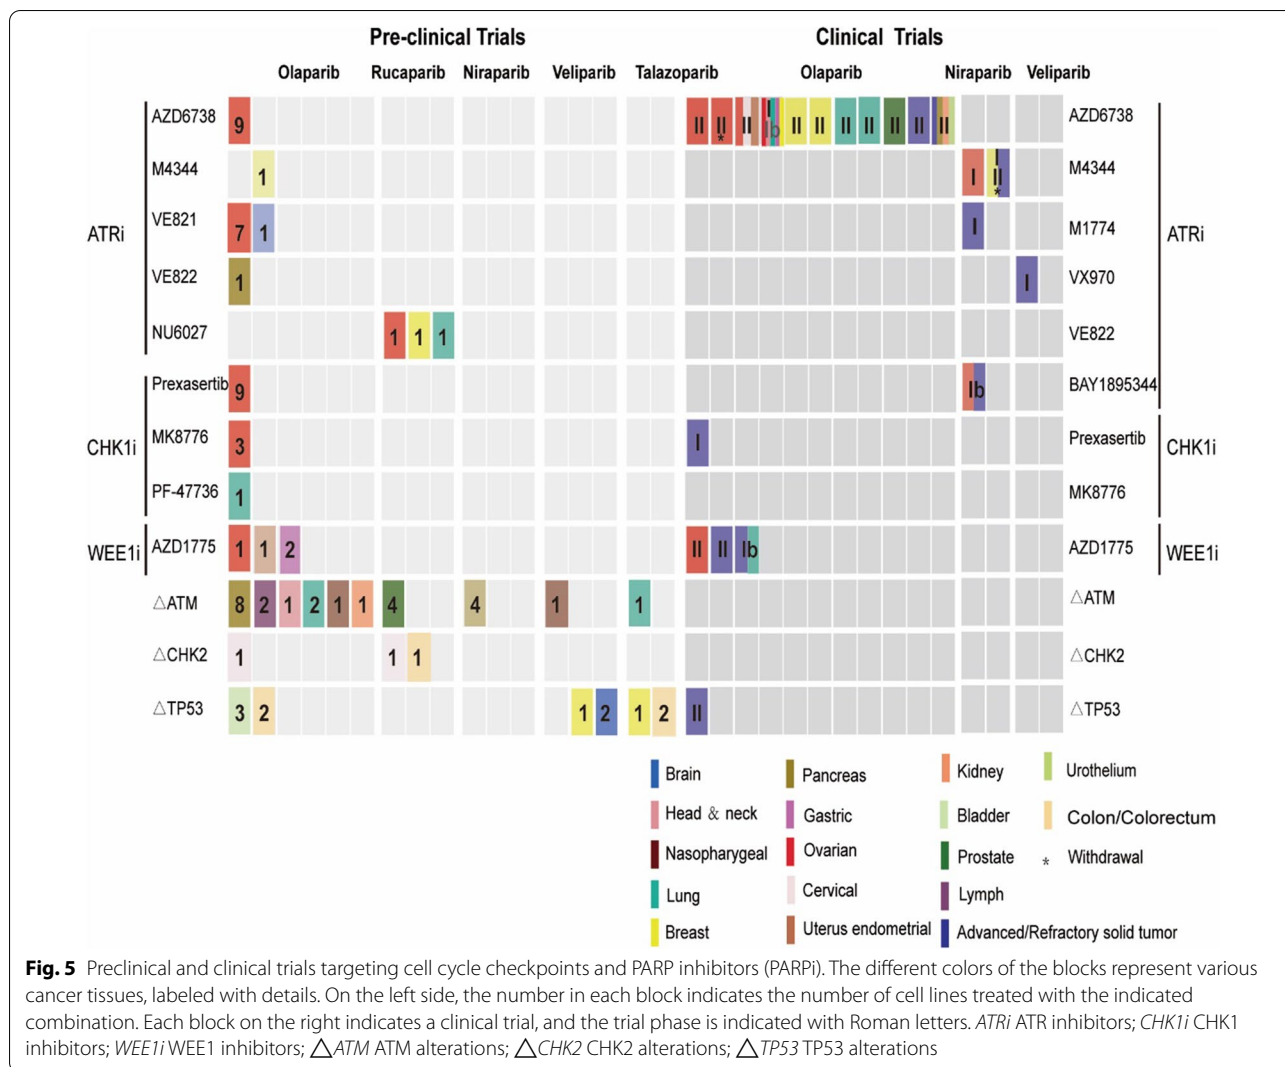 Pre-clinical Trials Clinical Trials
Olaparib Rucaparib Niraparib Veliparib Talazoparib Olaparib Niraparib Veliparib
AZD6738 9 II II * II Ib II II II II II II II AZD6738
M4344 1 I I II * M4344
VE821 7 1 I M1774
ATRi ATRi
VE822 1 I VX970
NU6027 1 1 1 VE822
Prexasertib 9 Ib BAY1895344
MK8776 3 I Prexasertib
CHK1i CHK1i
PF-47736 1 MK8776
WEE1i AZD1775 1 1 2 II II Ib AZD1775 WEE1i
△ATM 8 2 1 2 1 1 4 4 1 1 △ATM
△CHK2 1 1 1 △CHK2
△TP53 3 2 1 2 1 2 II △TP53
Brain Pancreas Kidney Urothelium
Head & neck Gastric Bladder Colon/Colorectum
Nasopharygeal Ovarian Prostate * Withdrawal
Lung Cervical Lymph
Breast Uterus endometrial Advanced/Refractory solid tumor
Fig. 5 Preclinical and clinical trials targeting cell cycle checkpoints and PARP inhibitors (PARPi). The different colors of the blocks represent various
cancer tissues, labeled with details. On the left side, the number in each block indicates the number of cell lines treated with the indicated
combination. Each block on the right indicates a clinical trial, and the trial phase is indicated with Roman letters. ATRi ATR inhibitors; CHK1i CHK1
inhibitors; WEE1i WEE1 inhibitors; △ATM ATM alterations; △CHK2 CHK2 alterations; △TP53 TP53 alterations